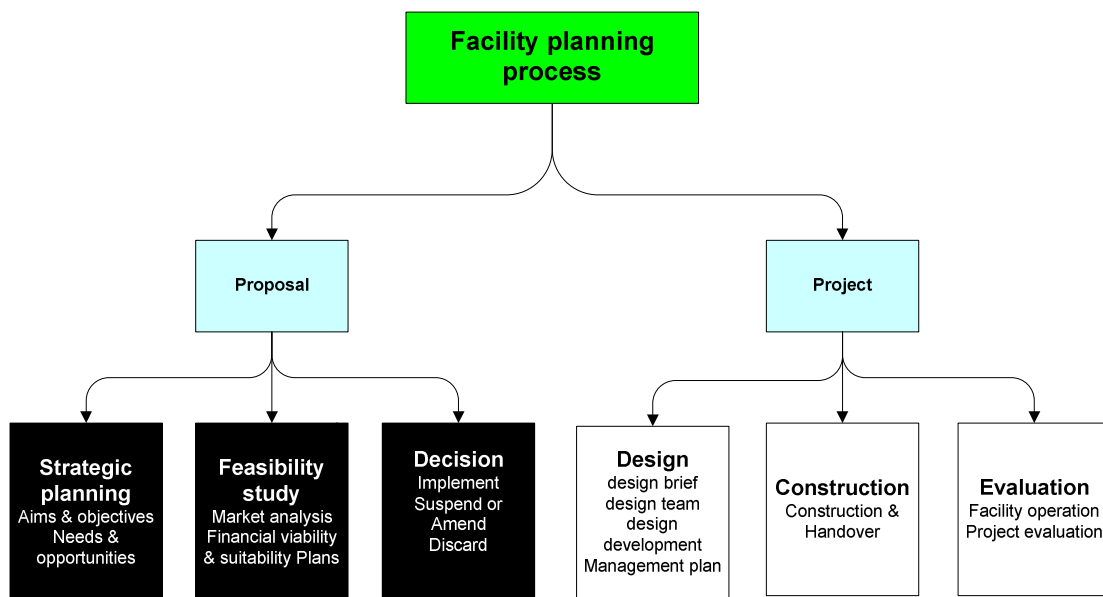 Facility planning
process
Proposal
Project
Strategic
planning
Aims & objectives
Needs &
opportunities
Feasibility
study
Market analysis
Financial viability
& suitability Plans
Decision
Implement
Suspend or
Amend
Discard
Design
design brief
design team
design
development
Management plan
Construction
Construction &
Handover
Evaluation
Facility operation
Project evaluation